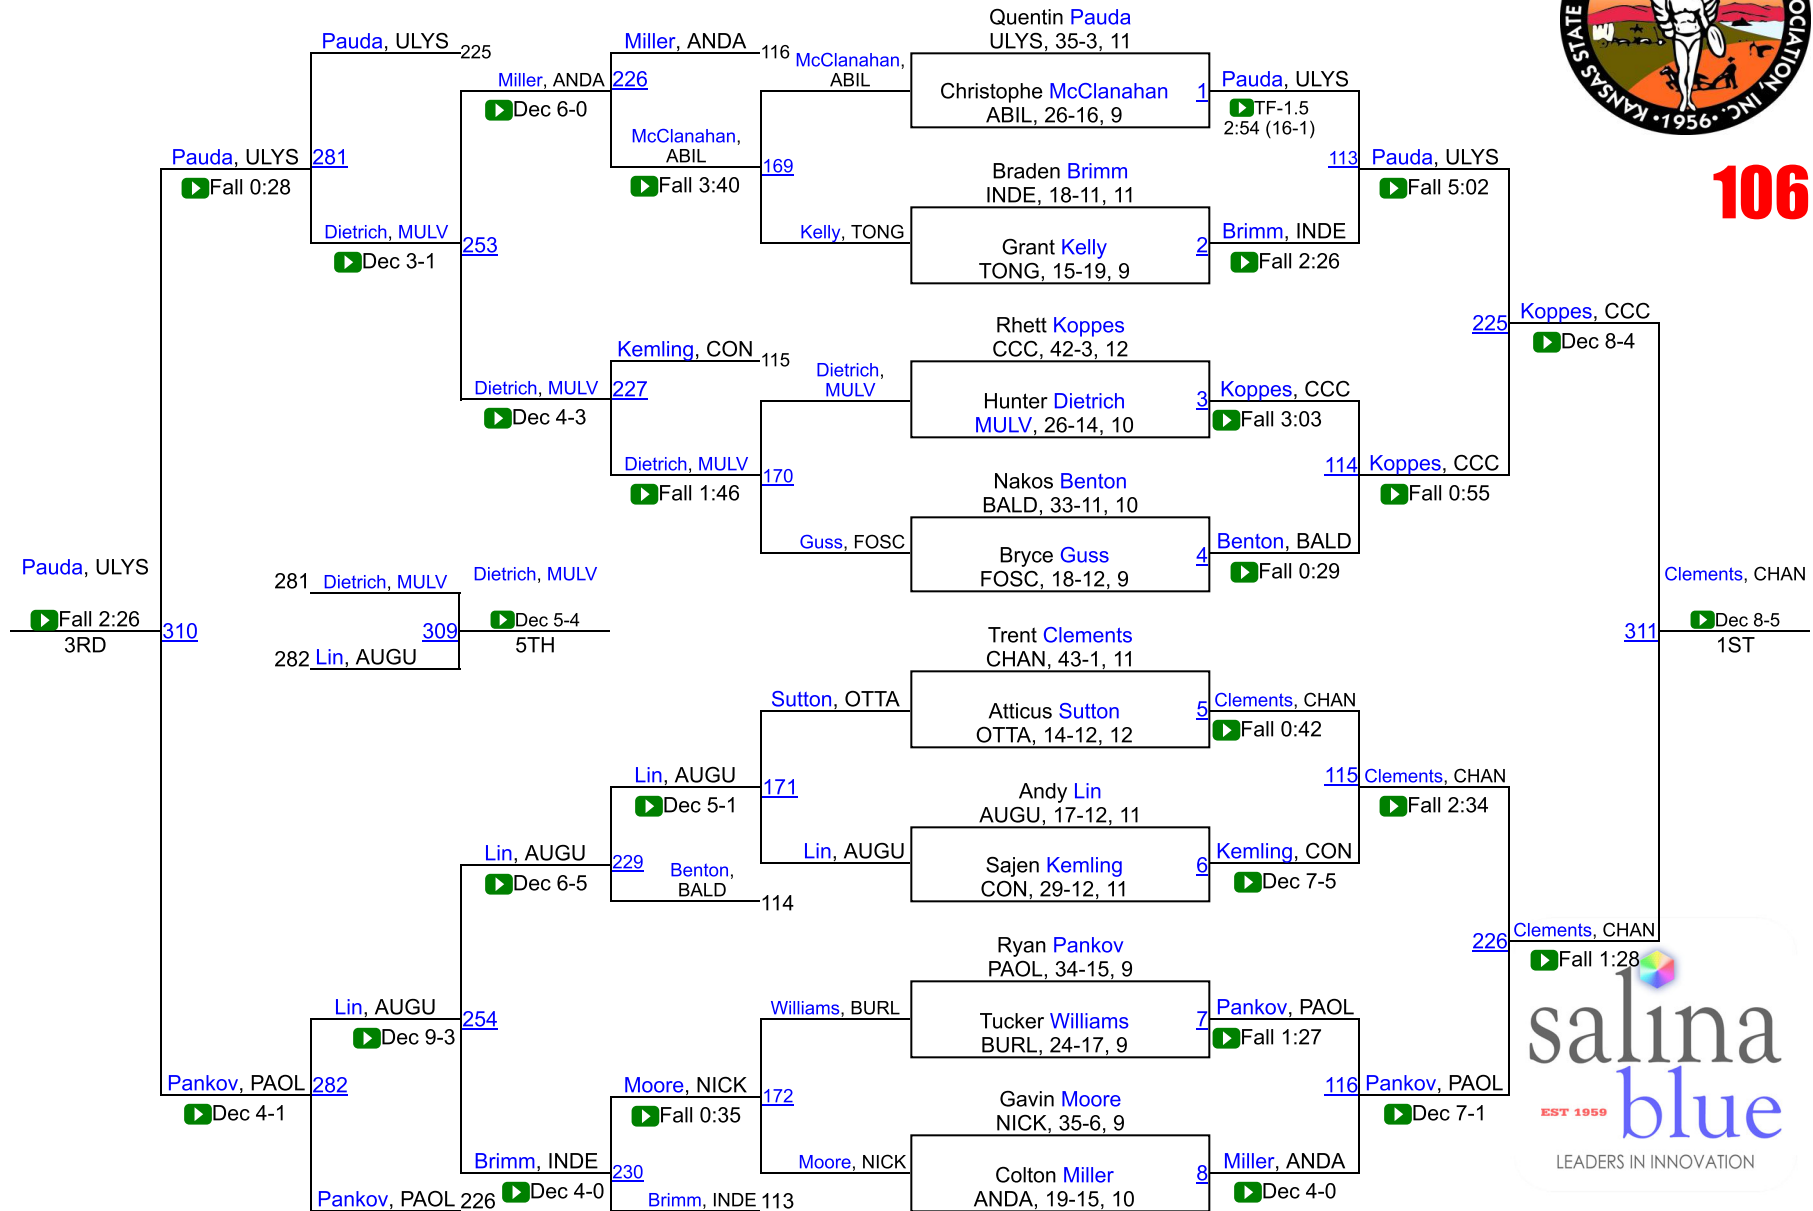 Quentin Pauda
ULYS, 35-3, 11
Christophe McClanahan
ABIL, 26-16, 9
1
Braden Brimm
INDE, 18-11, 11
Grant Kelly
TONG, 15-19, 9
2
Rhett Koppes
CCC, 42-3, 12
Hunter Dietrich
MULV, 26-14, 10
3
Nakos Benton
BALD, 33-11, 10
Bryce Guss
FOSC, 18-12, 9
4
Trent Clements
CHAN, 43-1, 11
Atticus Sutton
OTTA, 14-12, 12
5
Andy Lin
AUGU, 17-12, 11
Sajen Kemling
CON, 29-12, 11
6
Ryan Pankov
PAOL, 34-15, 9
Tucker Williams
BURL, 24-17, 9
7
Gavin Moore
NICK, 35-6, 9
Colton Miller
ANDA, 19-15, 10
8
Pauda, ULYS
TF-1.5
2:54 (16-1)
113
Brimm, INDE
Fall 2:26
Koppes, CCC
Fall 3:03
114
Benton, BALD
Fall 0:29
Clements, CHAN
Fall 0:42
115
Kemling, CON
Dec 7-5
Pankov, PAOL
Fall 1:27
116
Miller, ANDA
Dec 4-0
Pauda, ULYS
Fall 5:02
225
Koppes, CCC
Fall 0:55
Clements, CHAN
Fall 2:34
226
Pankov, PAOL
Dec 7-1
Koppes, CCC
Dec 8-4
311
Clements, CHAN
Fall 1:28
Clements, CHAN
Dec 8-5
1ST
McClanahan,
ABIL
169
Kelly, TONG
Dietrich,
MULV
170
Guss, FOSC
Sutton, OTTA
171
Lin, AUGU
Williams, BURL
172
Moore, NICK
Miller, ANDA
116
226
McClanahan,
ABIL
Fall 3:40
Kemling, CON
115
227
Dietrich, MULV
Fall 1:46
Lin, AUGU
Dec 5-1
229
Benton,
BALD
114
Moore, NICK
Fall 0:35
230
Brimm, INDE 113
Miller, ANDA
Dec 6-0
253
Dietrich, MULV
Dec 4-3
Lin, AUGU
Dec 6-5
254
Brimm, INDE
Dec 4-0
Pauda, ULYS
225
281
Dietrich, MULV
Dec 3-1
Lin, AUGU
Dec 9-3
282
Pankov, PAOL 226
Pauda, ULYS
Fall 0:28
310
Pankov, PAOL
Dec 4-1
Pauda, ULYS
Fall 2:26
3RD
281 Dietrich, MULV
309
282 Lin, AUGU
Dietrich, MULV
Dec 5-4
5TH
106
KANSAS STATE
OCIATION, INC.
•1956•
salina
blue
EST 1959
LEADERS IN INNOVATION